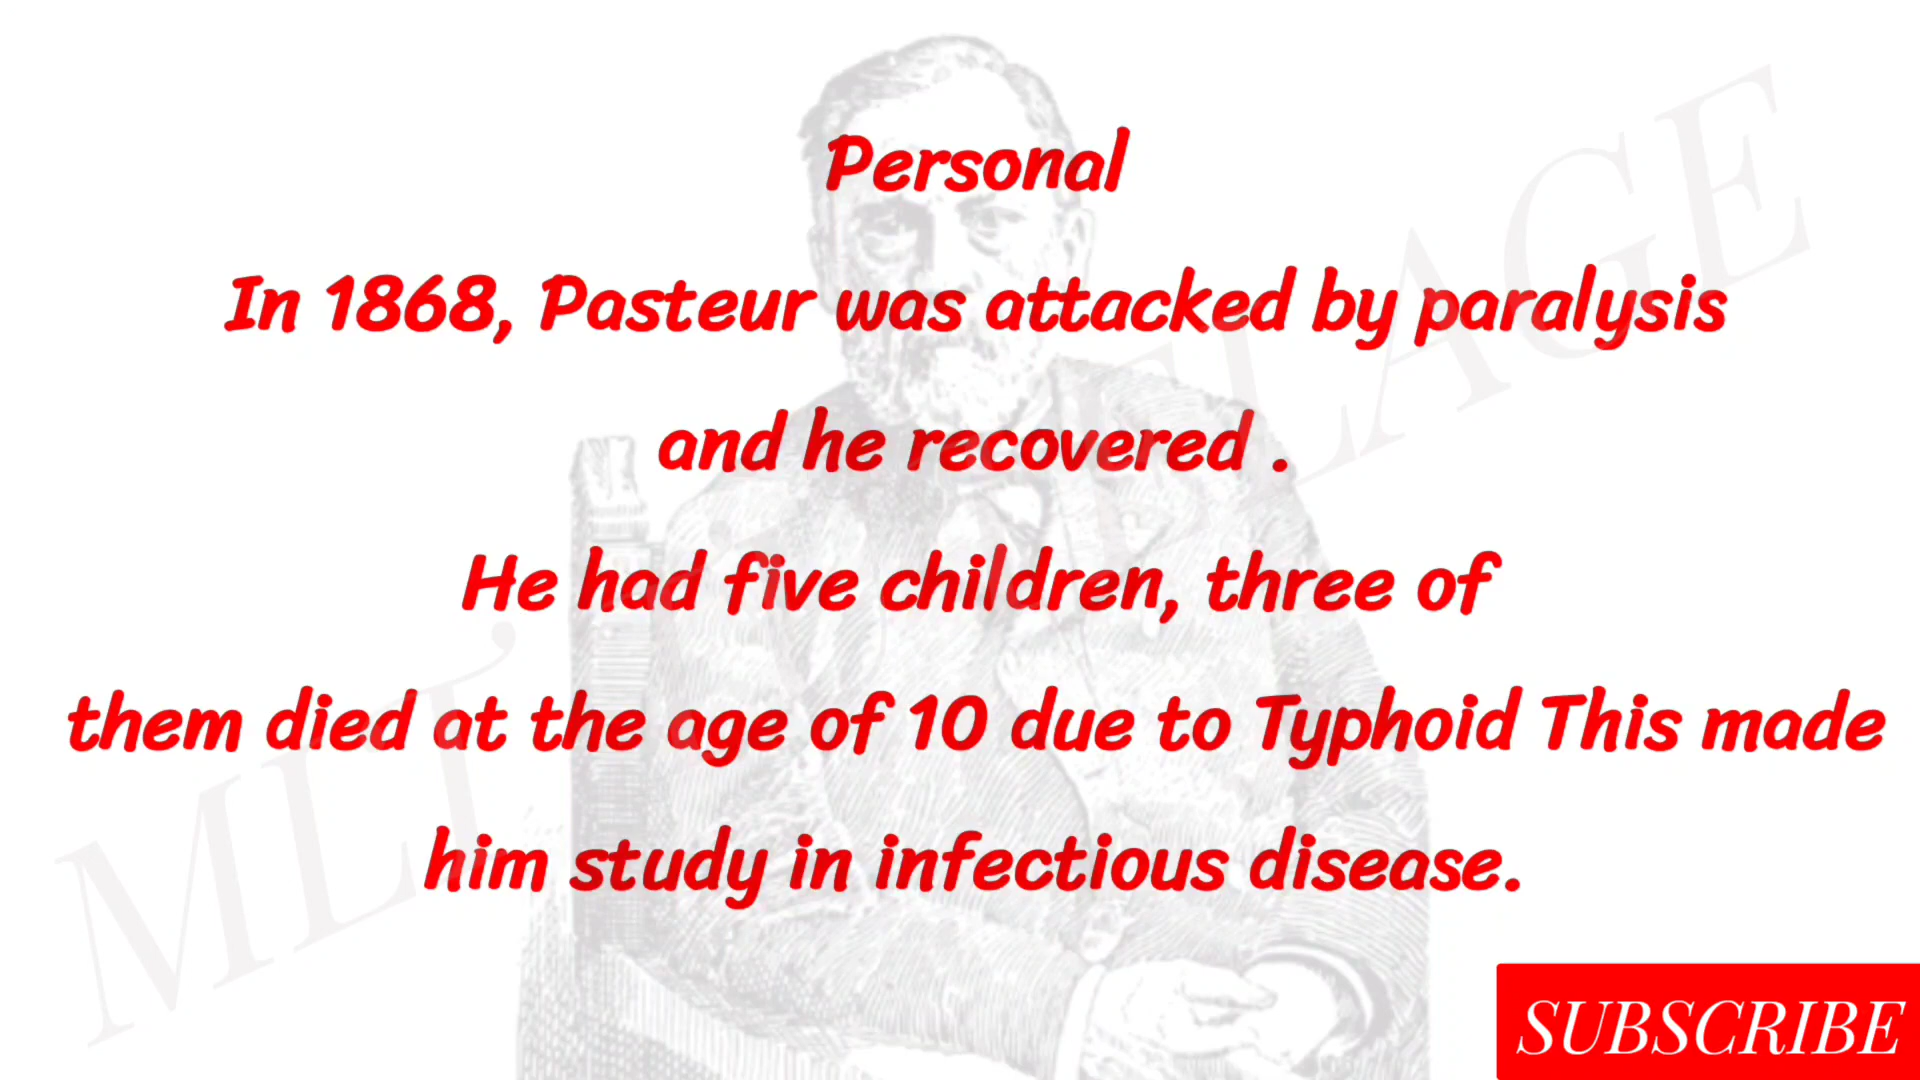 Personal
In 1868, Pasteur was attacked by paralysis
and he recovered .
He had five children, three of
them died at the age of 10 due to Typhoid This made
him study in infectious disease.
SUBSCRIBE